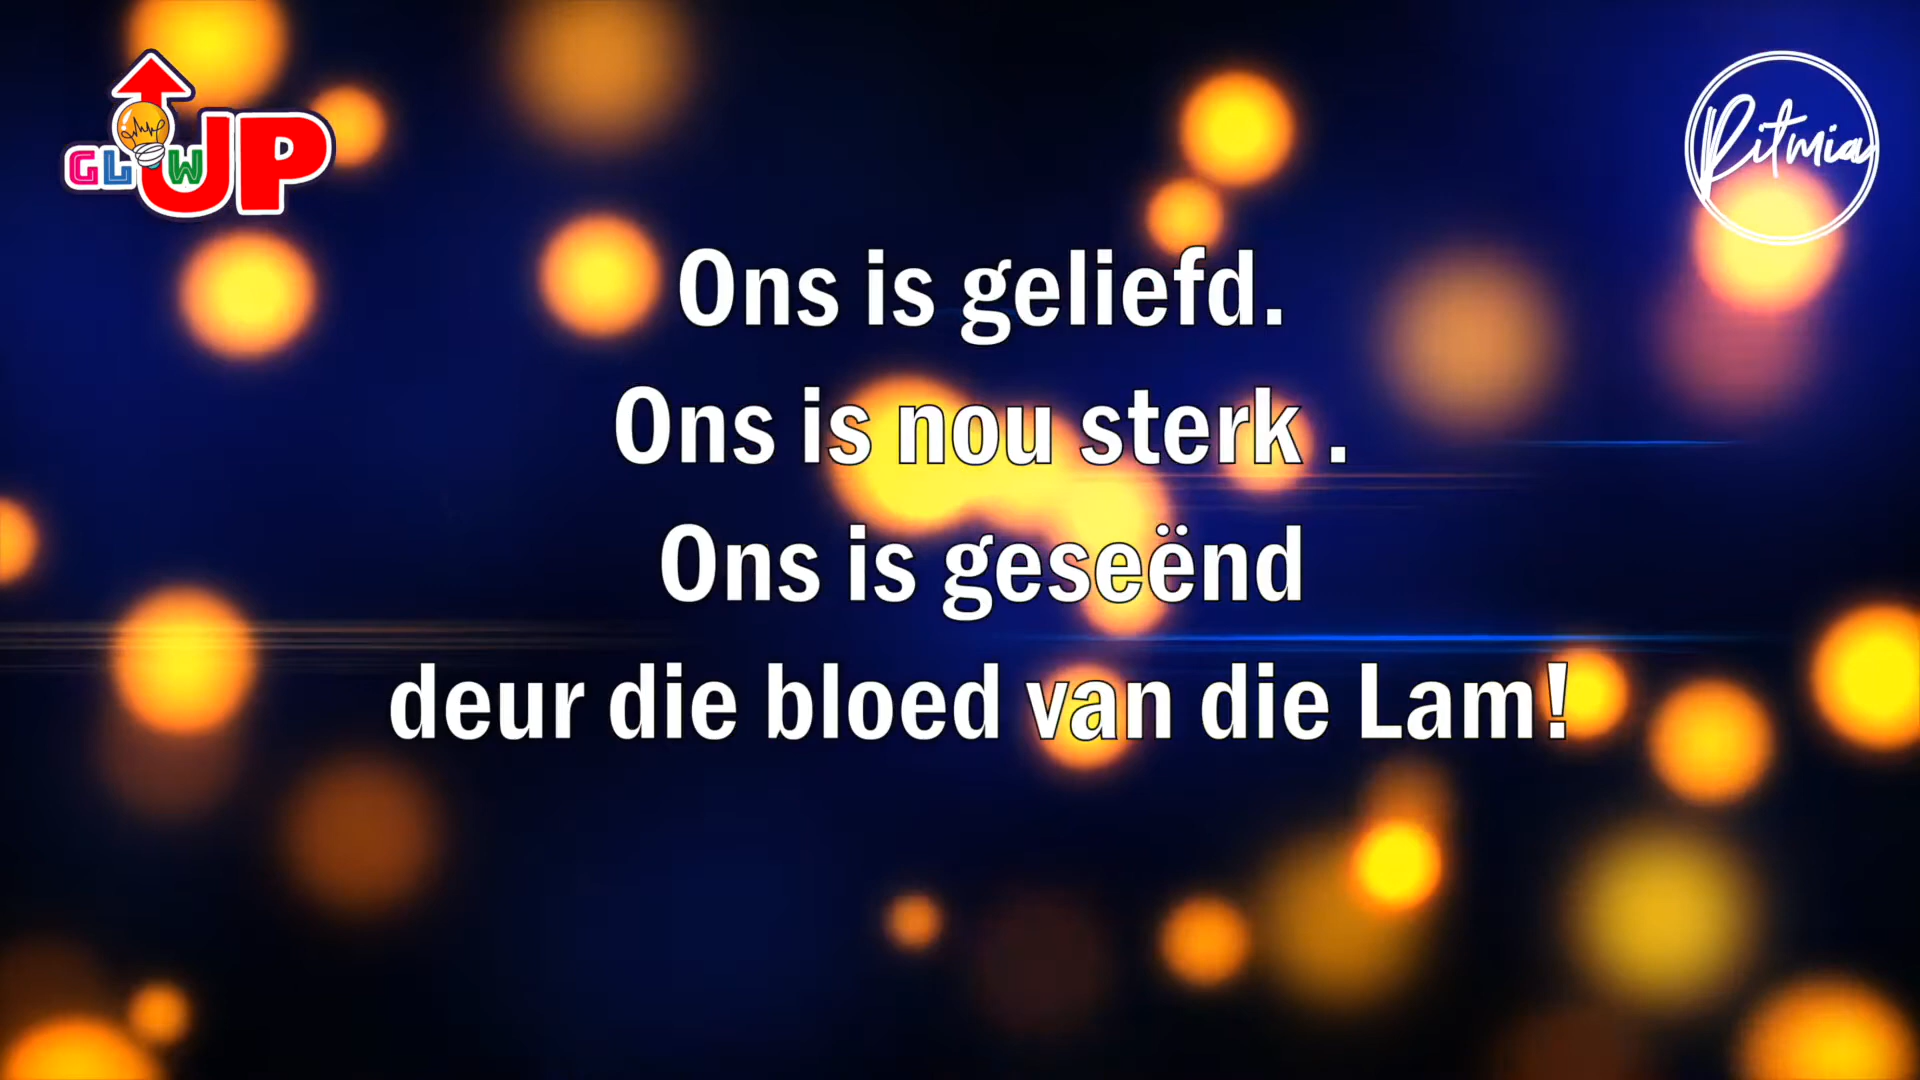 GLOW UP
Ritmia
Ons is geliefd.
Ons is nou sterk .
Ons is geseënd
deur die bloed van die Lam!